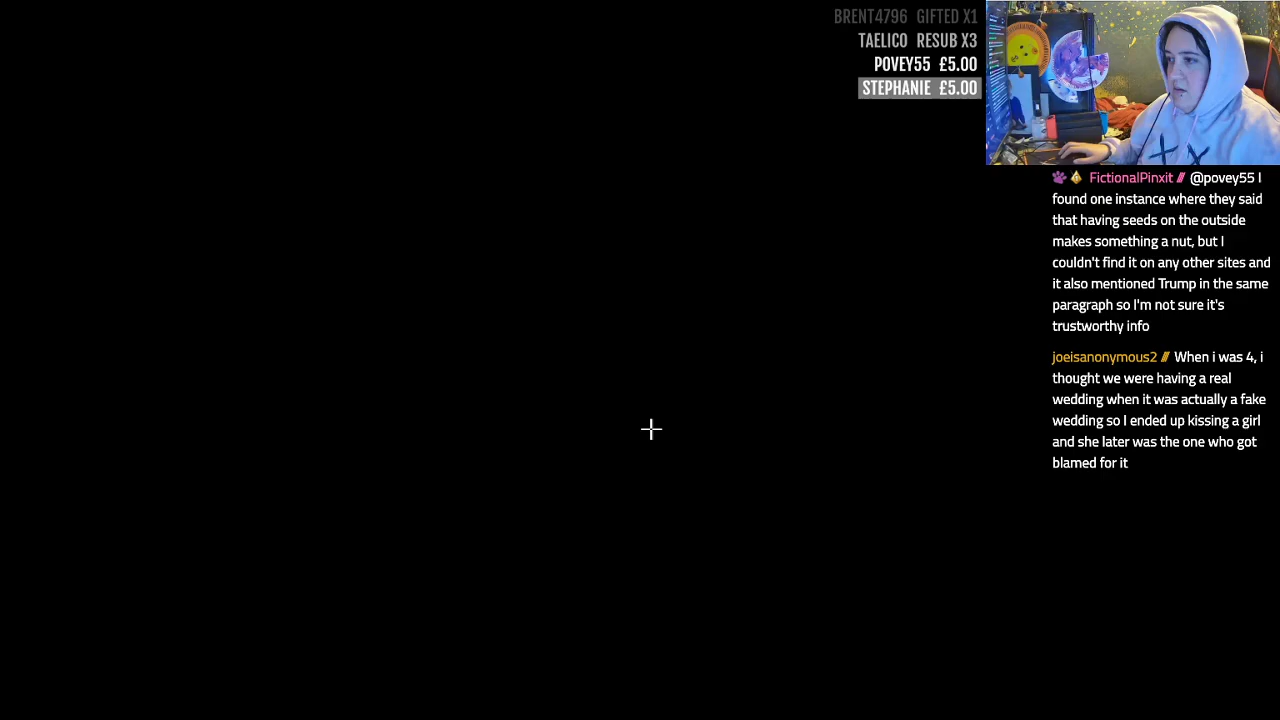 BRENT4796 GIFTED X1
TAELICO RESUB X3
POVEY55 £5.00
STEPHANIE £5.00
FictionalPinxit /// @povey55 I
found one instance where they said
that having seeds on the outside
makes something a nut, but I
couldn't find it on any other sites and
it also mentioned Trump in the same
paragraph so I'm not sure it's
trustworthy info
joeisanonymous2 /// When i was 4, i
thought we were having a real
wedding when it was actually a fake
wedding so I ended up kissing a girl
and she later was the one who got
blamed for it